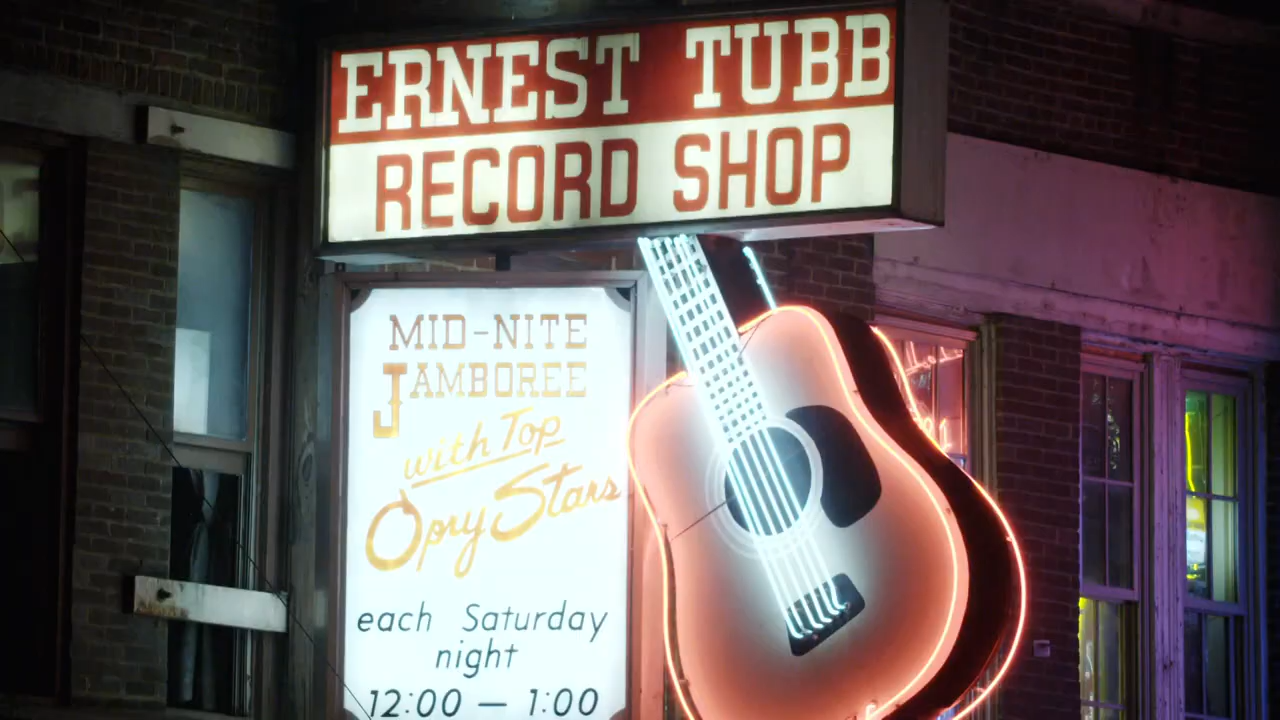 ERNEST TUBB
RECORD SHOP
MID-NITE
JAMBOREE
with Top
Opry Stars
each Saturday
night
12:00 — 1:00